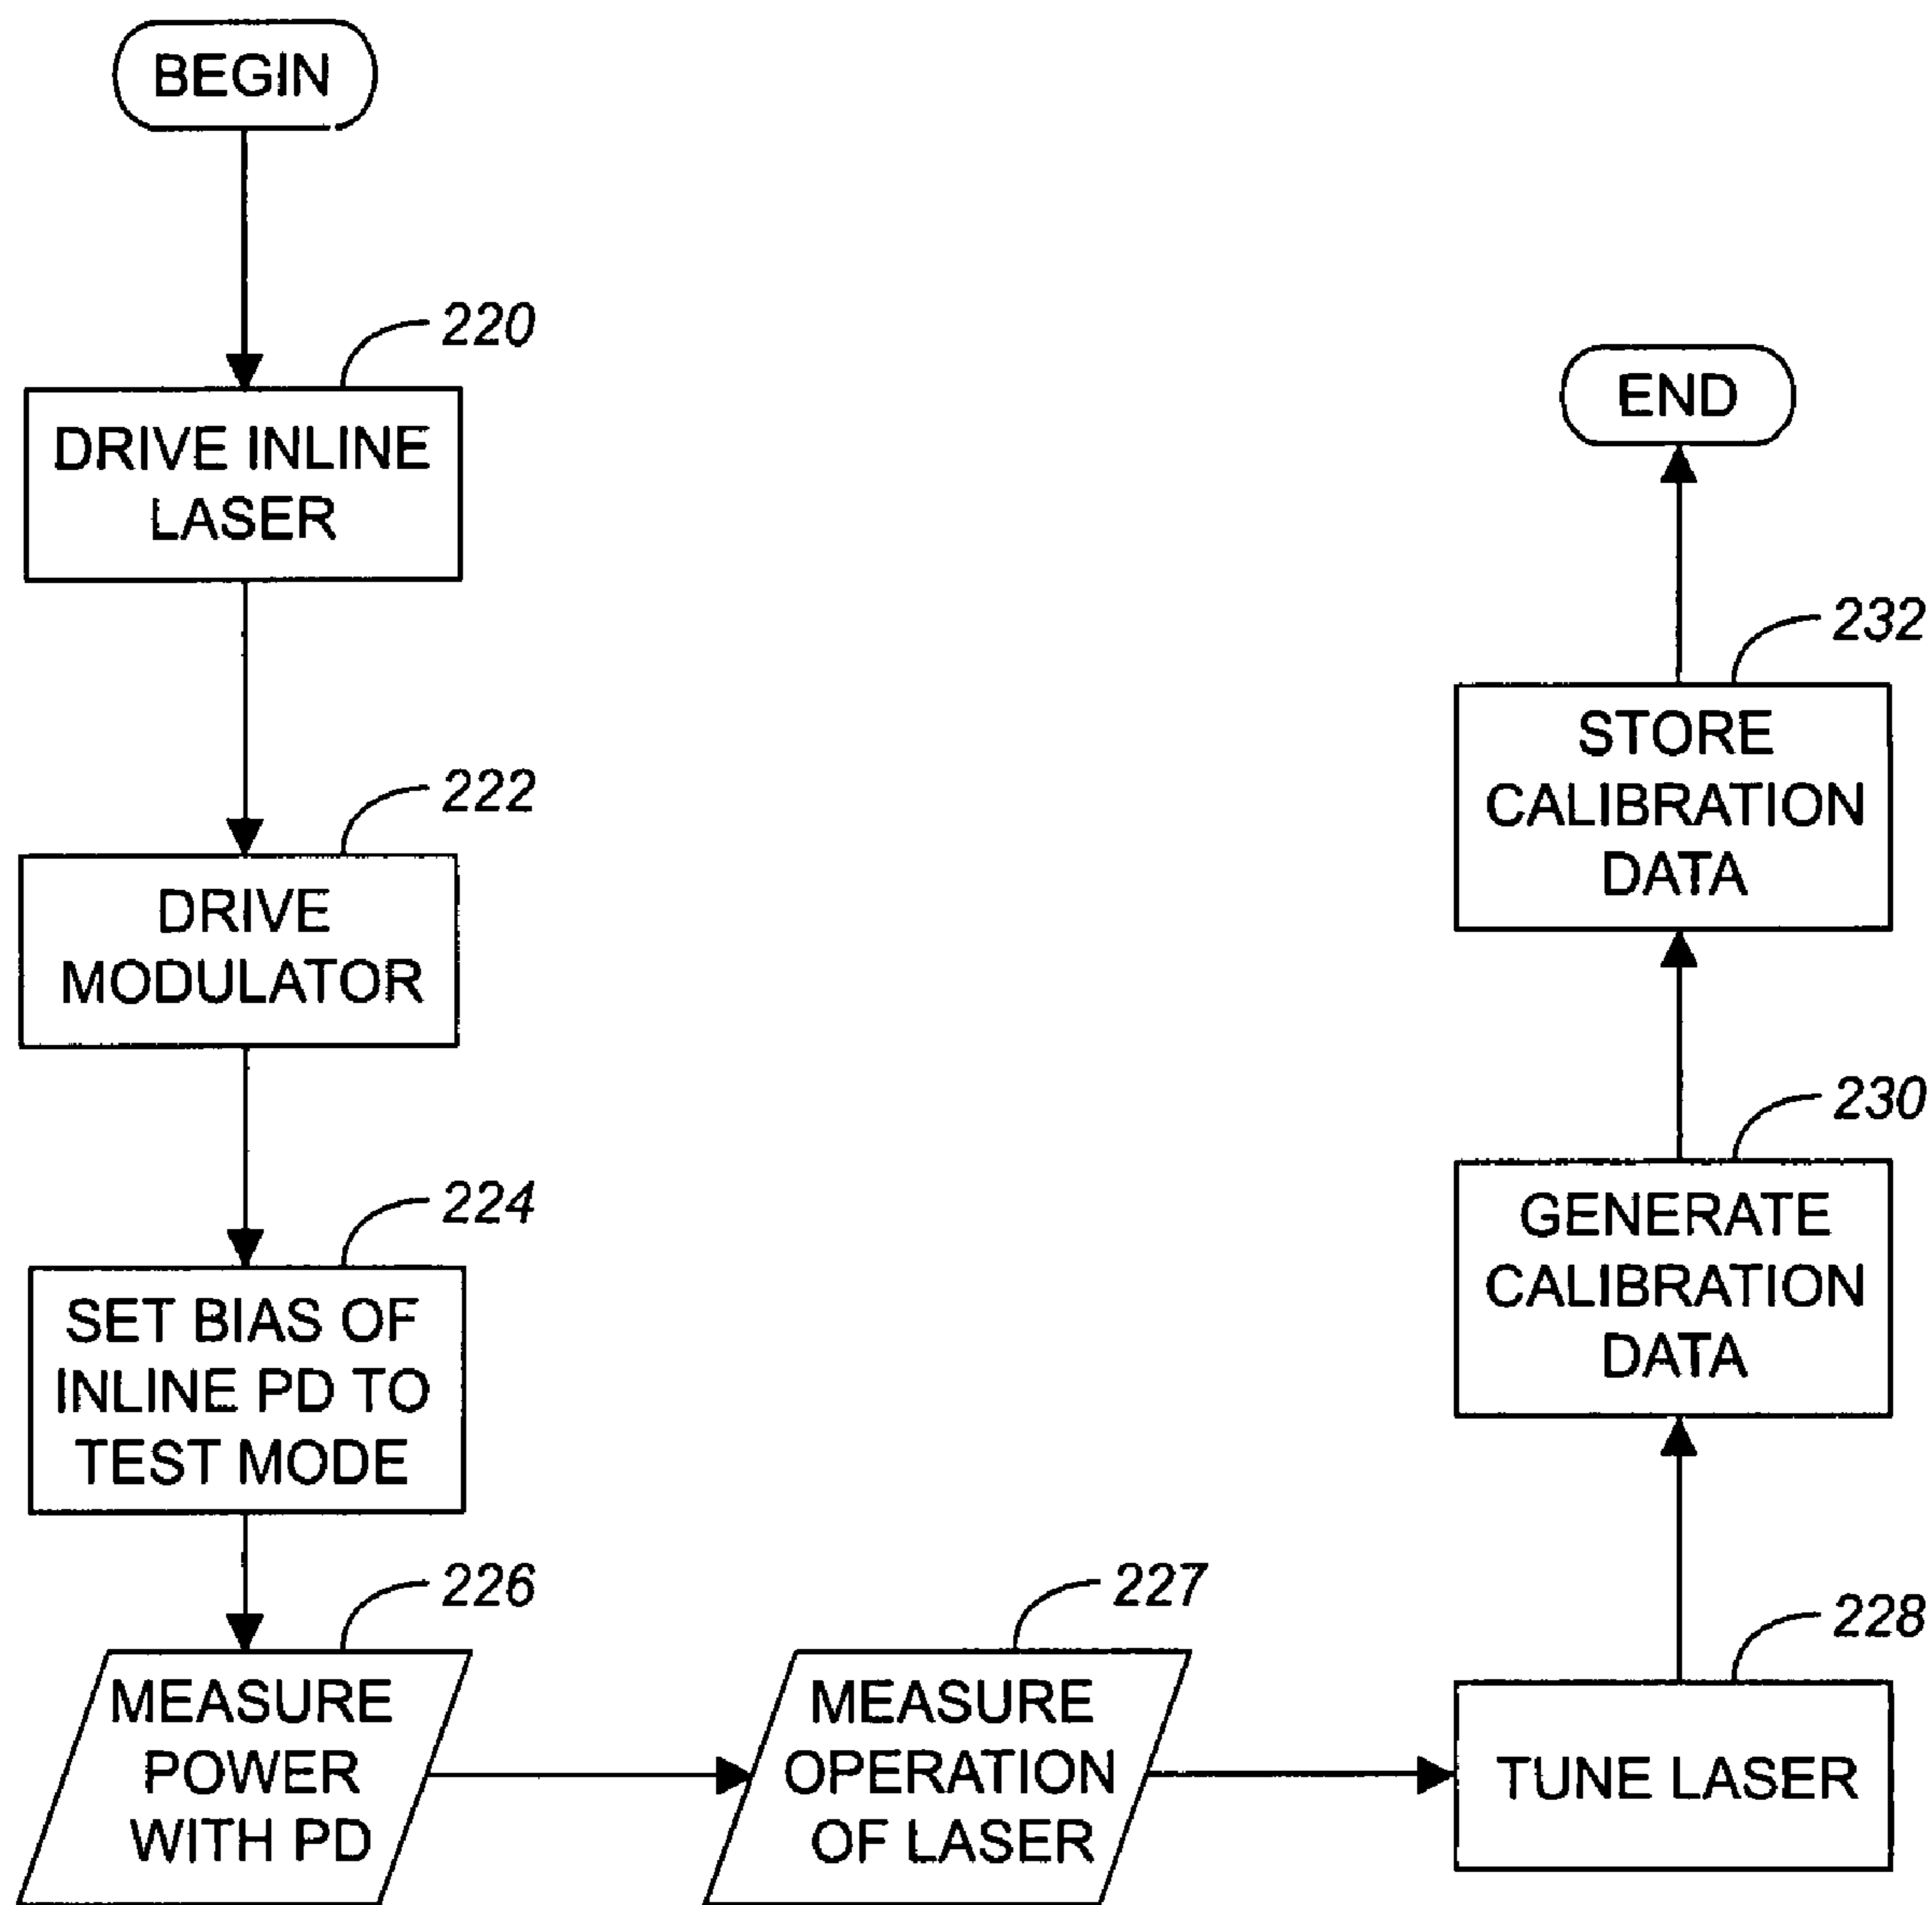 BEGIN
220
DRIVE INLINE
LASER
222
DRIVE
MODULATOR
224
SET BIAS OF
INLINE PD TO
TEST MODE
226
MEASURE
POWER
WITH PD
227
MEASURE
OPERATION
OF LASER
228
TUNE LASER
230
GENERATE
CALIBRATION
DATA
232
STORE
CALIBRATION
DATA
END